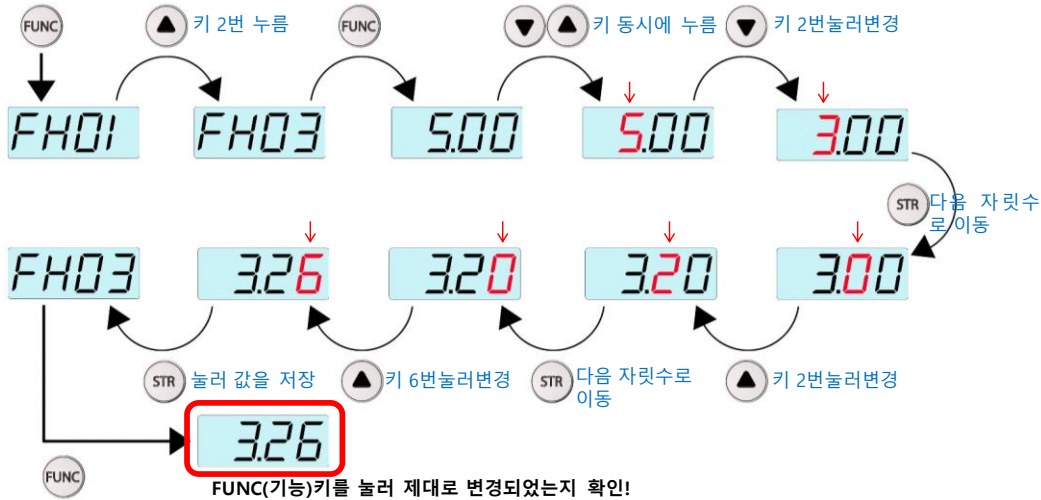 FUNC
▲ 키 2번 누름
FUNC
▼ ▲ 키 동시에 누름
▼ 키 2번눌러변경
FH01
FH03
5.00
5.00
3.00
STR 다음 자릿수
로 이동
FH03
3.26
3.20
3.20
3.00
STR 눌러 값을 저장
▲ 키 6번눌러변경
STR 다음 자릿수로
이동
▲ 키 2번눌러변경
3.26
FUNC
FUNC(기능)키를 눌러 제대로 변경되었는지 확인!